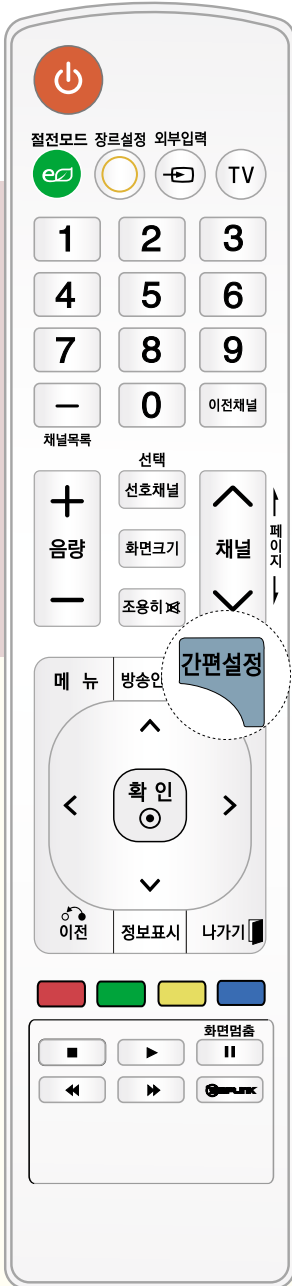 절전모드 장르설정 외부입력
e TV
1 2 3
4 5 6
7 8 9
– 0 이전채널
채널목록
선택
+ 선호채널
음량 화면크기 채널 페이지
– 조용히
간편설정
메 뉴 방송안
확 인
이전 정보표시 나가기
화면멈춤